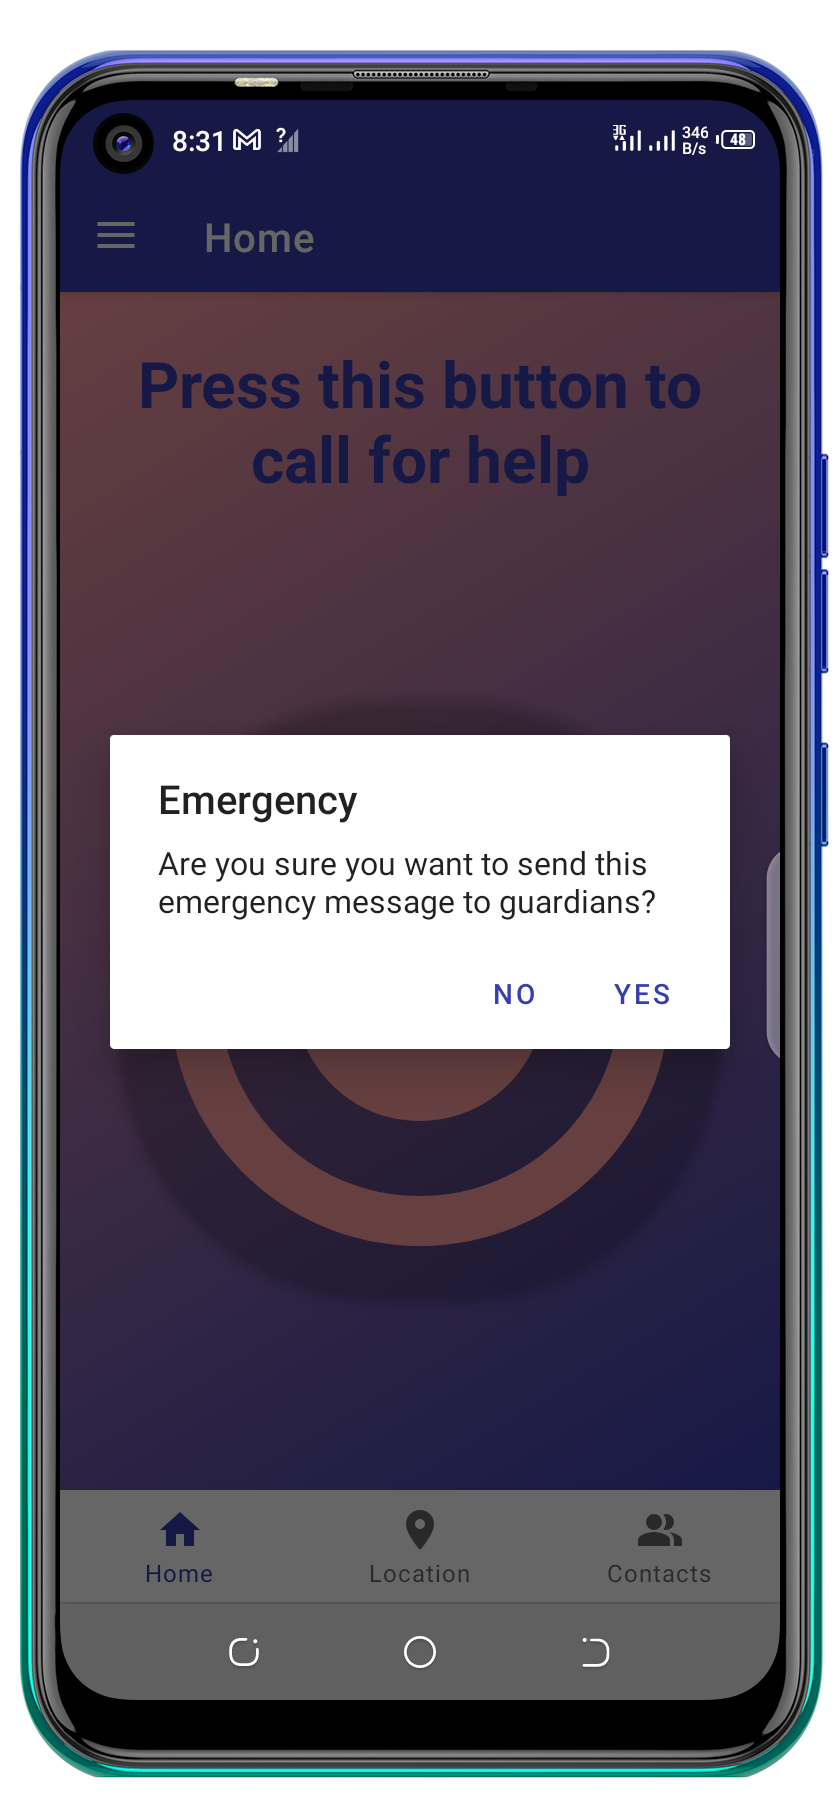 8:31 ? 3G 346 B/s 48
Home
Press this button to
call for help
Emergency
Are you sure you want to send this
emergency message to guardians?
NO YES
Home Location Contacts